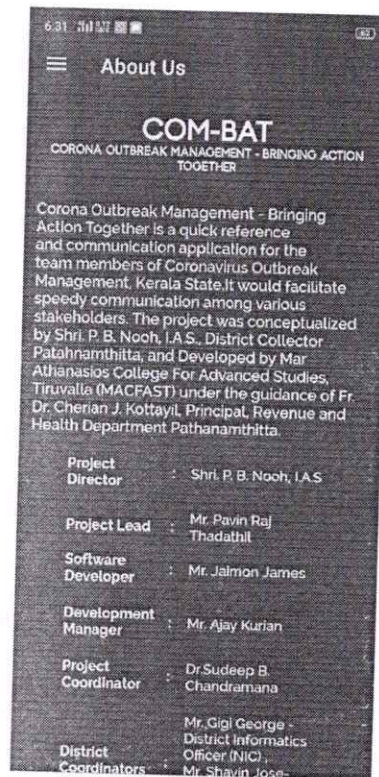 6.31
62
About Us
COM-BAT
CORONA OUTBREAK MANAGEMENT - BRINGING ACTION
TOGETHER
Corona Outbreak Management - Bringing
Action Together is a quick reference
and communication application for the
team members of Coronavirus Outbreak
Management, Kerala State.It would facilitate
speedy communication among various
stakeholders. The project was conceptualized
by Shri. P. B. Nooh, I.A.S., District Collector
Patahnamthitta, and Developed by Mar
Athanasios College For Advanced Studies,
Tiruvalla (MACFAST) under the guidance of Fr.
Dr. Cherian J. Kottayil, Principal, Revenue and
Health Department Pathanamthitta.
Project
Director : Shri. P. B. Nooh, I.A.S
Project Lead : Mr. Pavin Raj
Thadathil
Software
Developer : Mr. Jaimon James
Development
Manager : Mr. Ajay Kurian
Project
Coordinator : Dr.Sudeep B.
Chandramana
Mr. Gigi George -
District Informatics
District Officer (NIC) ,
Coordinators : Mr. Shavin Jose-